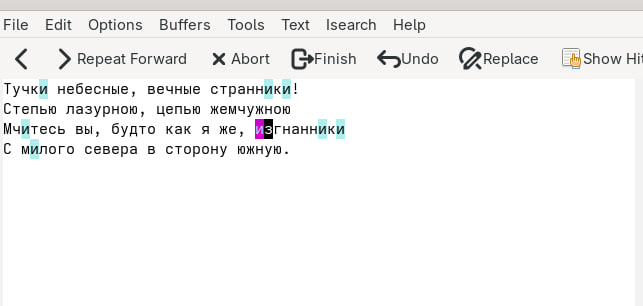 File Edit Options Buffers Tools Text Isearch Help
Repeat Forward Abort Finish Undo Replace Show Hit
Тучки небесные, вечные странники!
Степью лазурною, цепью жемчужною
Мчитесь вы, будто как я же, изгнанники
С милого севера в сторону южную.